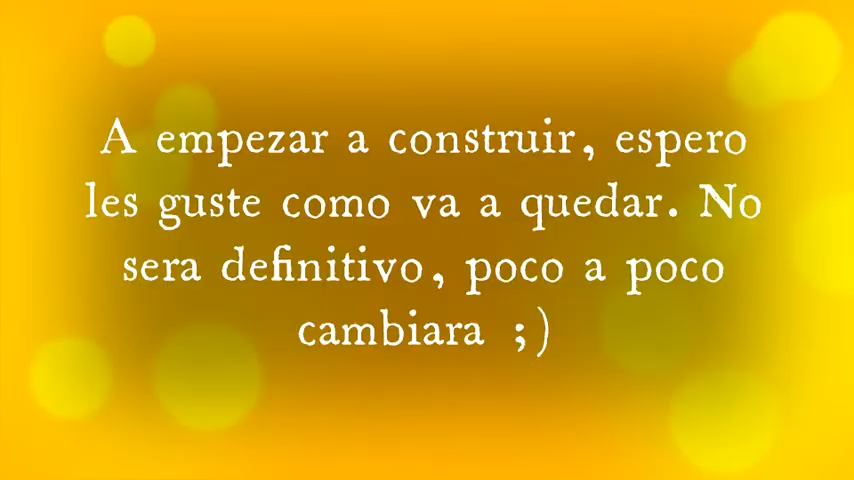 A empezar a construir, espero
les guste como va a quedar. No
sera definitivo, poco a poco
cambiara ;)